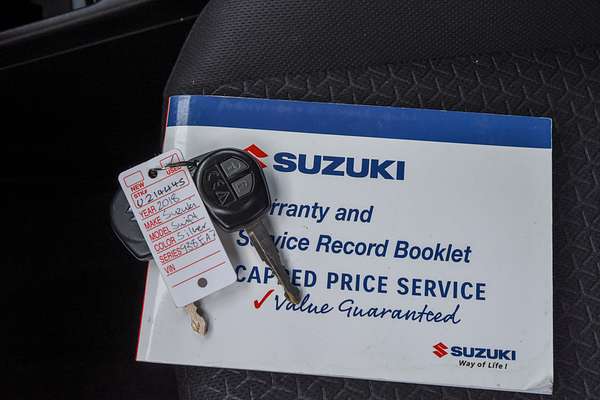 SUZUKI
rranty and
Service Record Booklet
CAPPED PRICE SERVICE
Value Guaranteed
SUZUKI
Way of Life!
NEW
USED
STK#
YEAR 2018
MAKE Suzuki
MODEL Swift
COLOR Silver
SERIES
VIN